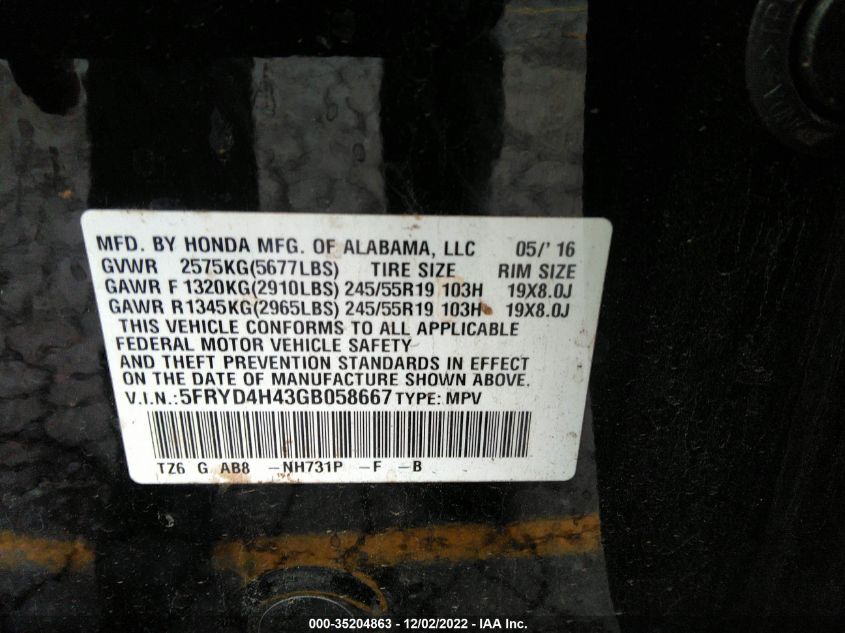 MFD. BY HONDA MFG. OF ALABAMA, LLC 05/' 16
GVWR 2575KG(5677LBS) TIRE SIZE RIM SIZE
GAWR F 1320KG(2910LBS) 245/55R19 103H 19X8.0J
GAWR R1345KG(2965LBS) 245/55R19 103H 19X8.0J
THIS VEHICLE CONFORMS TO ALL APPLICABLE
FEDERAL MOTOR VEHICLE SAFETY
AND THEFT PREVENTION STANDARDS IN EFFECT
ON THE DATE OF MANUFACTURE SHOWN ABOVE.
V.I.N.:5FRYD4H43GB058667 TYPE: MPV
TZ6 G AB8 -NH731P -F -B
000-35204863 - 12/02/2022 - IAA Inc.